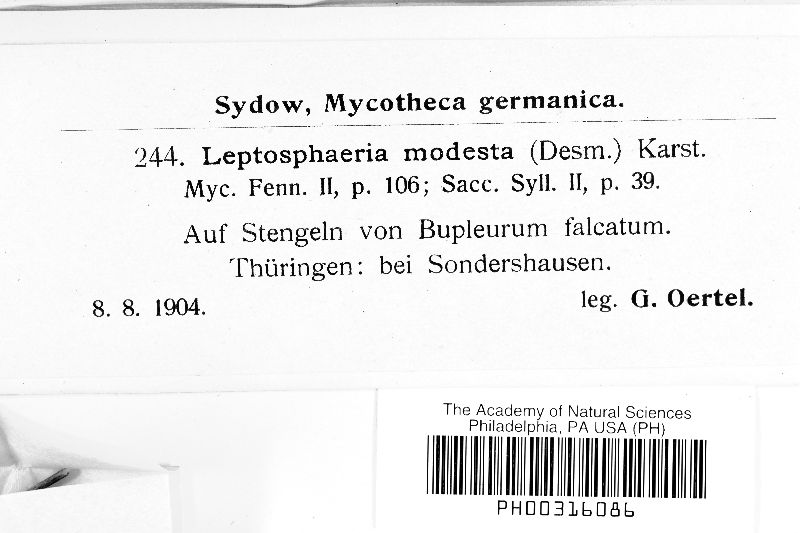 Sydow, Mycotheca germanica.
244. Leptosphaeria modesta (Desm.) Karst.
Myc. Fenn. II, p. 106; Sacc. Syll. II, p. 39.
Auf Stengeln von Bupleurum falcatum.
Thüringen: bei Sondershausen.
8. 8. 1904. leg. G. Oertel.
The Academy of Natural Sciences
Philadelphia, PA USA (PH)
PH00316086